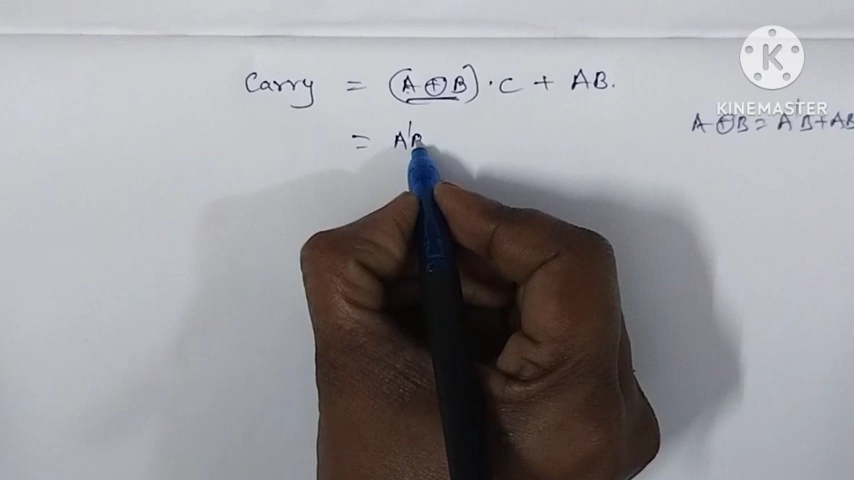 Carry = (A ⊕ B) · C + AB.
= A'B
A ⊕ B = A'B + AB
K
KINEMASTER